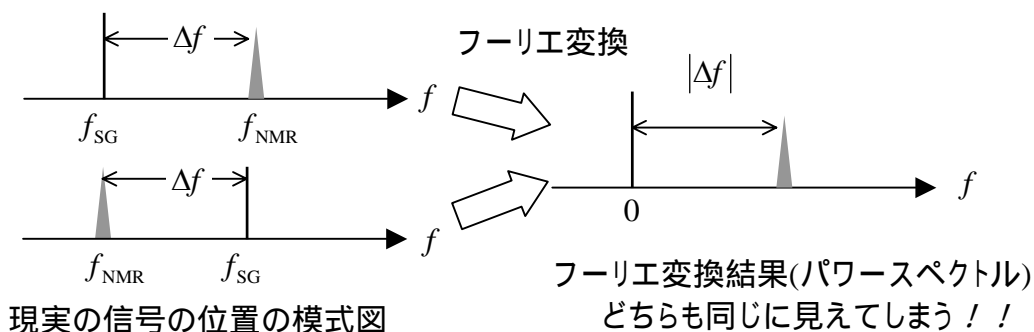 Δf
f
f_SG
f_NMR
Δf
f
f_NMR
f_SG
現実の信号の位置の模式図
フーリエ変換
|Δf|
f
0
フーリエ変換結果(パワースペクトル)
どちらも同じに見えてしまう！！